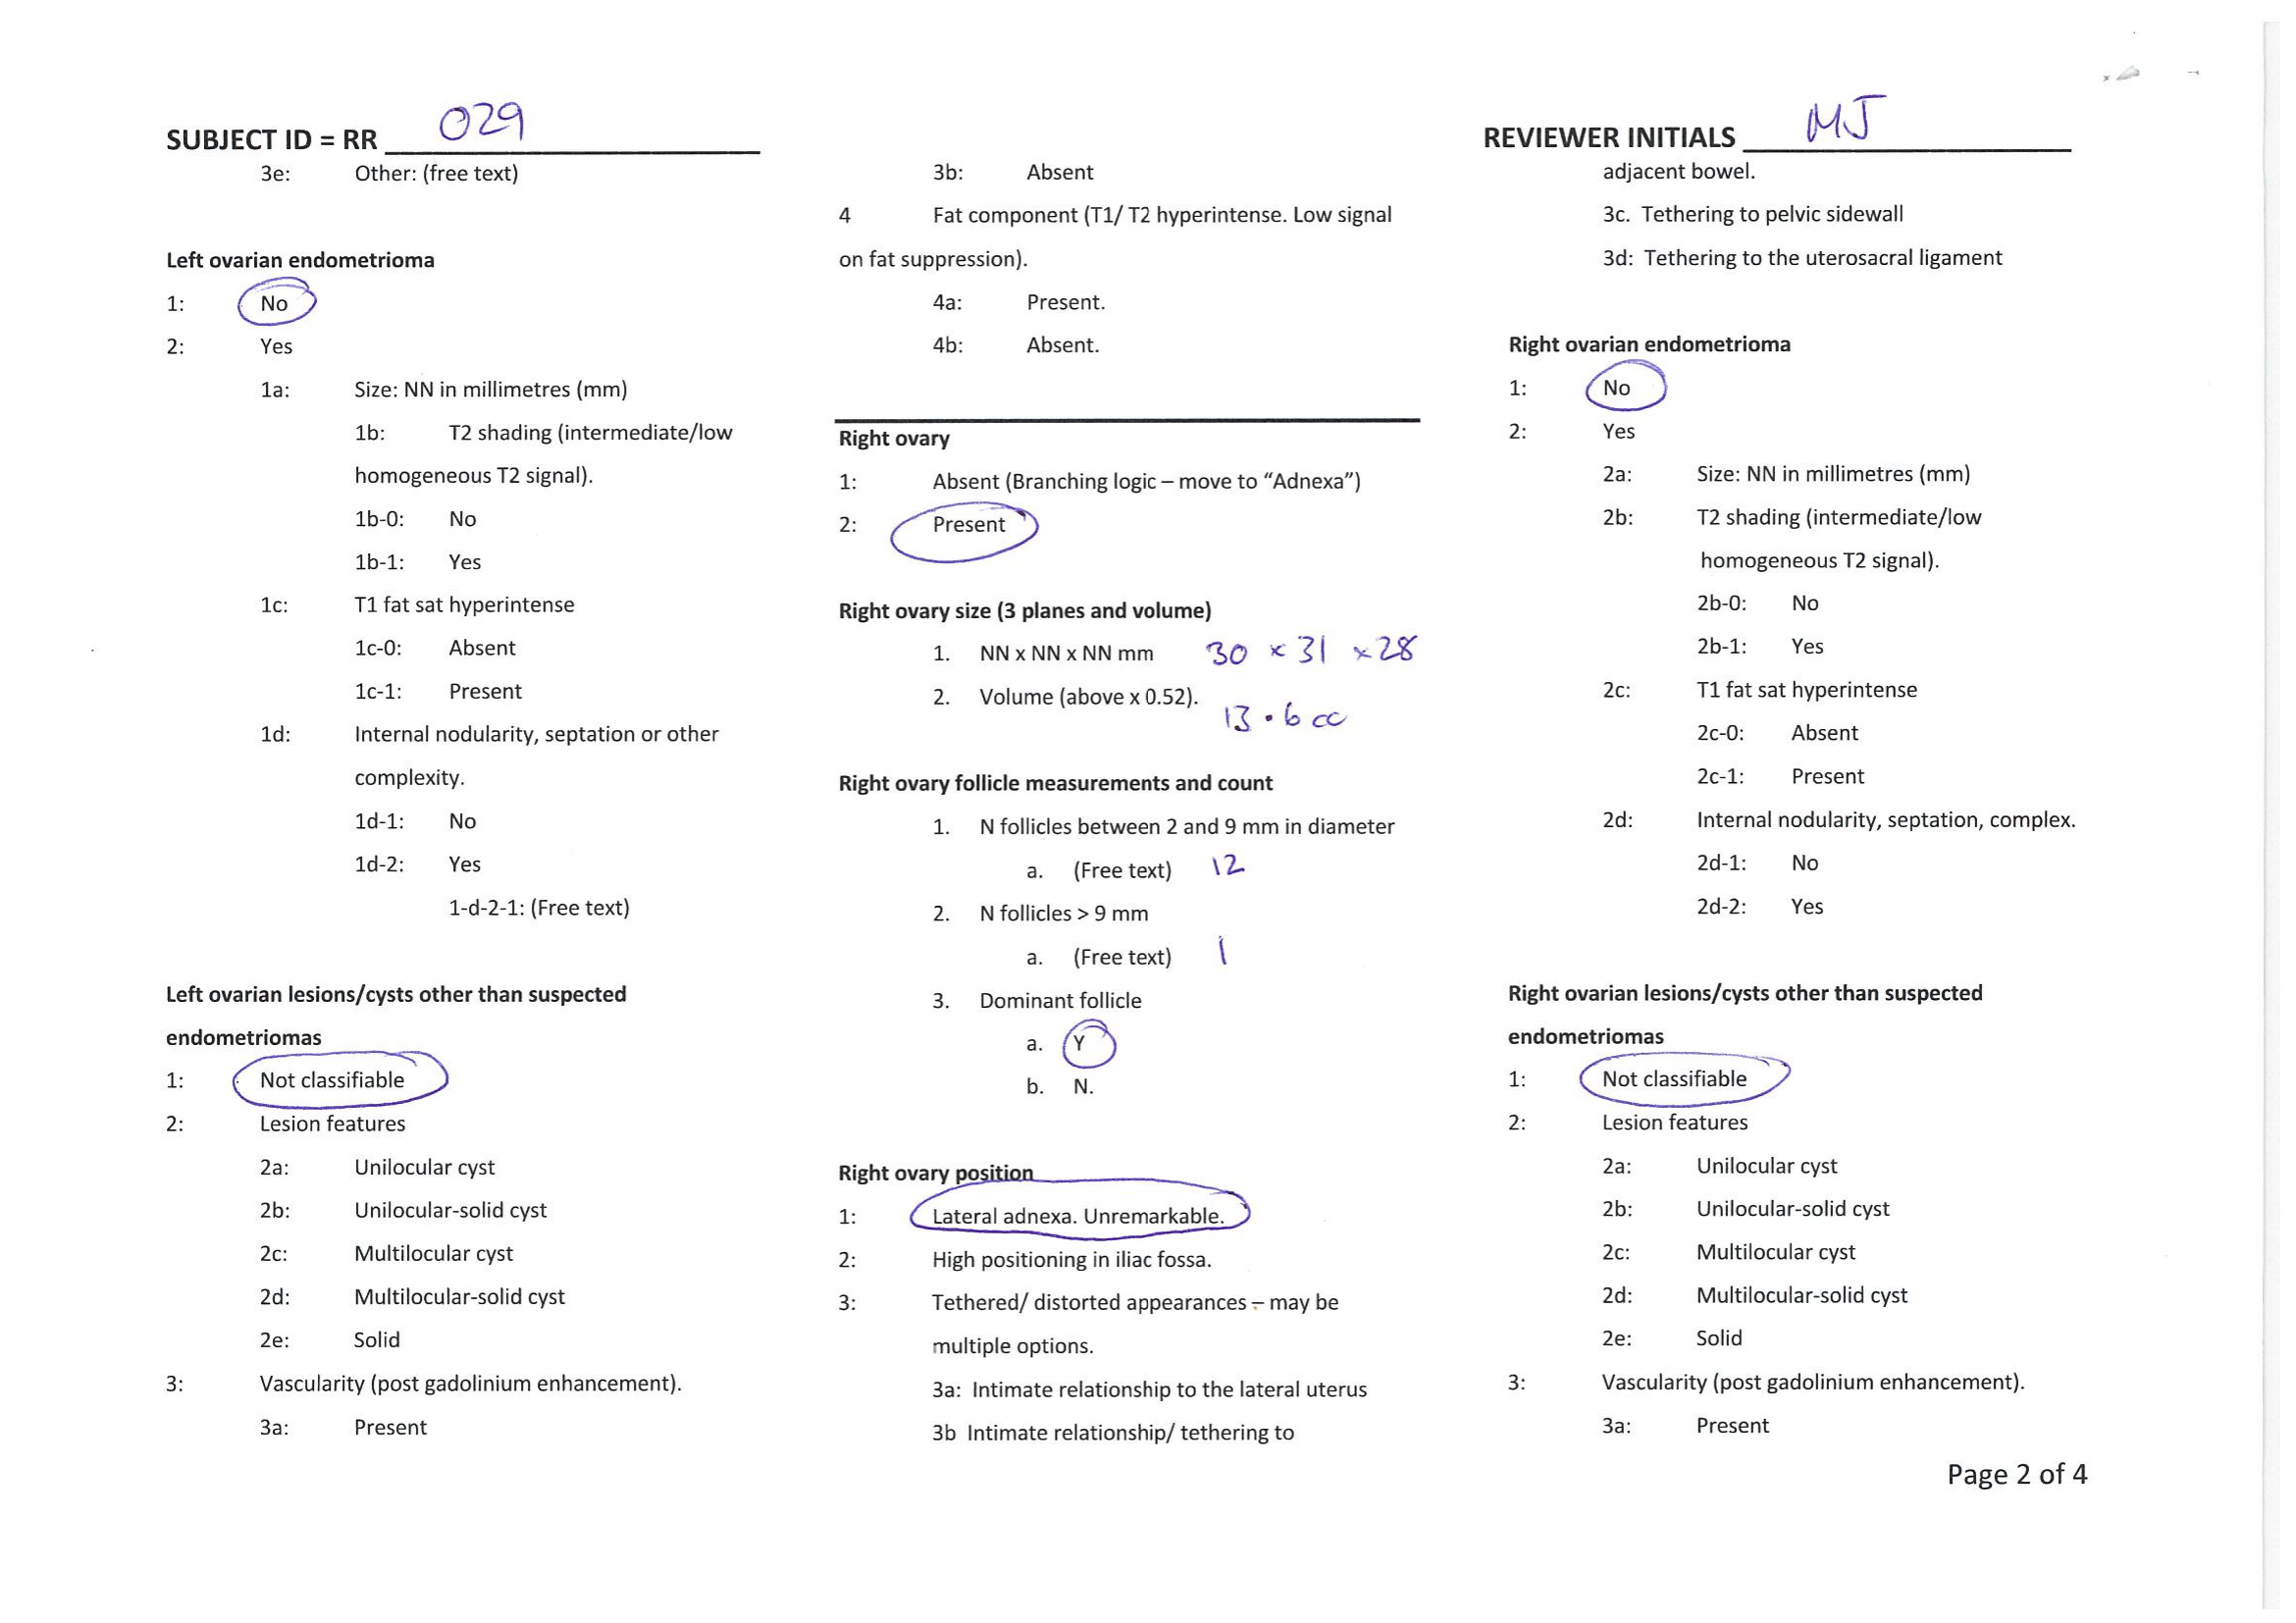 SUBJECT ID = RR 029
REVIEWER INITIALS MJ
3e: Other: (free text)
Left ovarian endometrioma
1: No
2: Yes
1a: Size: NN in millimetres (mm)
1b: T2 shading (intermediate/low
homogeneous T2 signal).
1b-0: No
1b-1: Yes
1c: T1 fat sat hyperintense
1c-0: Absent
1c-1: Present
1d: Internal nodularity, septation or other
complexity.
1d-1: No
1d-2: Yes
1-d-2-1: (Free text)
Left ovarian lesions/cysts other than suspected
endometriomas
1: Not classifiable
2: Lesion features
2a: Unilocular cyst
2b: Unilocular-solid cyst
2c: Multilocular cyst
2d: Multilocular-solid cyst
2e: Solid
3: Vascularity (post gadolinium enhancement).
3a: Present
3b: Absent
4 Fat component (T1/ T2 hyperintense. Low signal
on fat suppression).
4a: Present.
4b: Absent.
Right ovary
1: Absent (Branching logic – move to “Adnexa”)
2: Present
Right ovary size (3 planes and volume)
1. NN x NN x NN mm 30 x 31 x 28
2. Volume (above x 0.52).
13.6 cc
Right ovary follicle measurements and count
1. N follicles between 2 and 9 mm in diameter
a. (Free text) 12
2. N follicles > 9 mm
a. (Free text) 1
3. Dominant follicle
a. Y
b. N.
Right ovary position
1: Lateral adnexa. Unremarkable.
2: High positioning in iliac fossa.
3: Tethered/ distorted appearances – may be
multiple options.
3a: Intimate relationship to the lateral uterus
3b Intimate relationship/ tethering to
adjacent bowel.
3c. Tethering to pelvic sidewall
3d: Tethering to the uterosacral ligament
Right ovarian endometrioma
1: No
2: Yes
2a: Size: NN in millimetres (mm)
2b: T2 shading (intermediate/low
homogeneous T2 signal).
2b-0: No
2b-1: Yes
2c: T1 fat sat hyperintense
2c-0: Absent
2c-1: Present
2d: Internal nodularity, septation, complex.
2d-1: No
2d-2: Yes
Right ovarian lesions/cysts other than suspected
endometriomas
1: Not classifiable
2: Lesion features
2a: Unilocular cyst
2b: Unilocular-solid cyst
2c: Multilocular cyst
2d: Multilocular-solid cyst
2e: Solid
3: Vascularity (post gadolinium enhancement).
3a: Present
Page 2 of 4